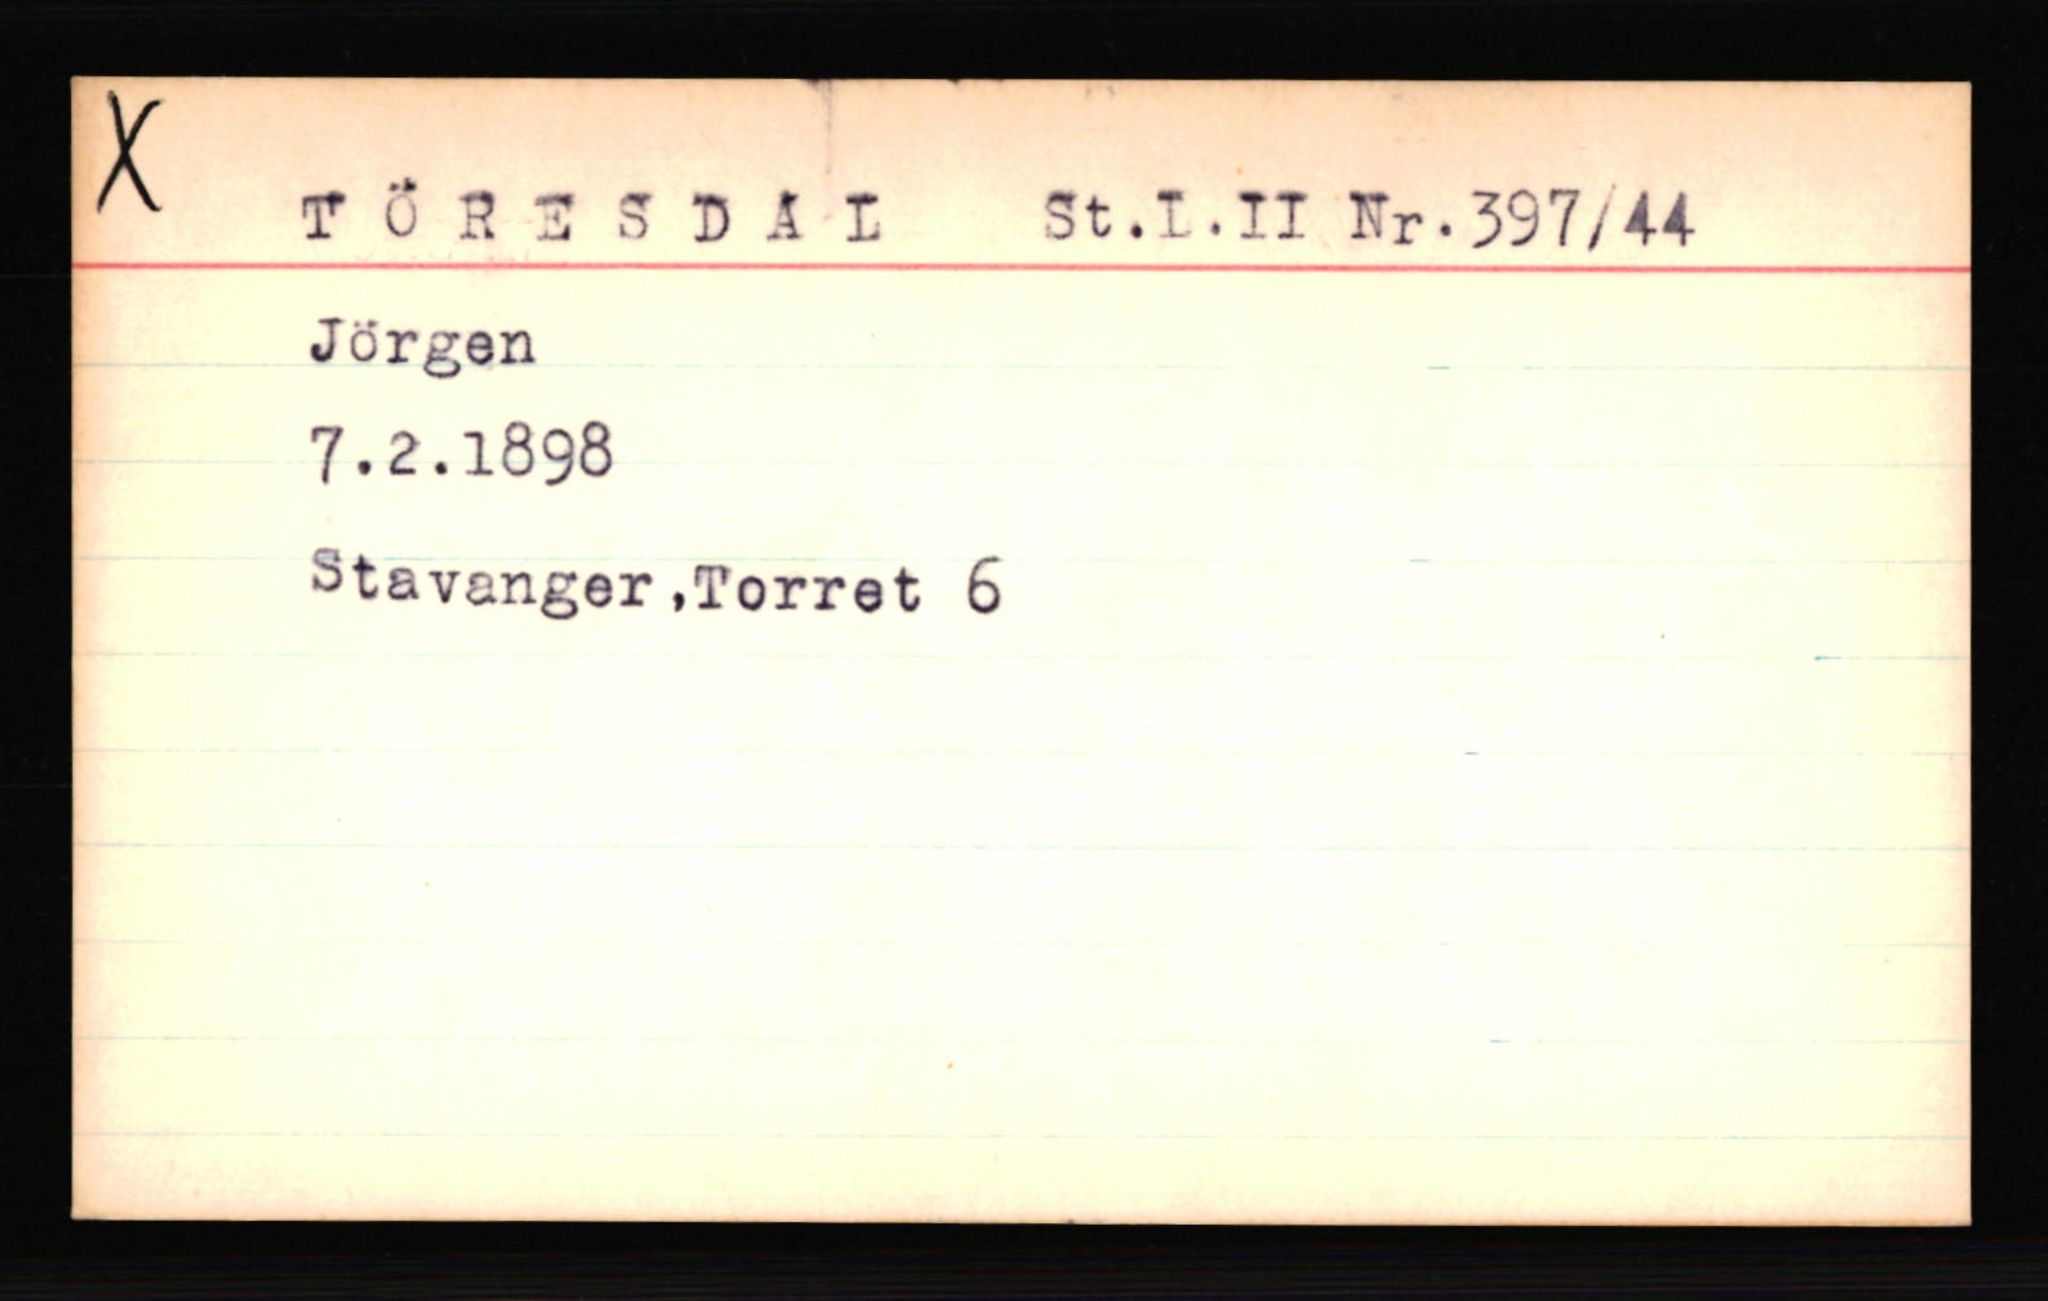 X
T Ö R E S D A L St.L.II Nr.397/44
Jörgen
7.2.1898
Stavanger,Torret 6